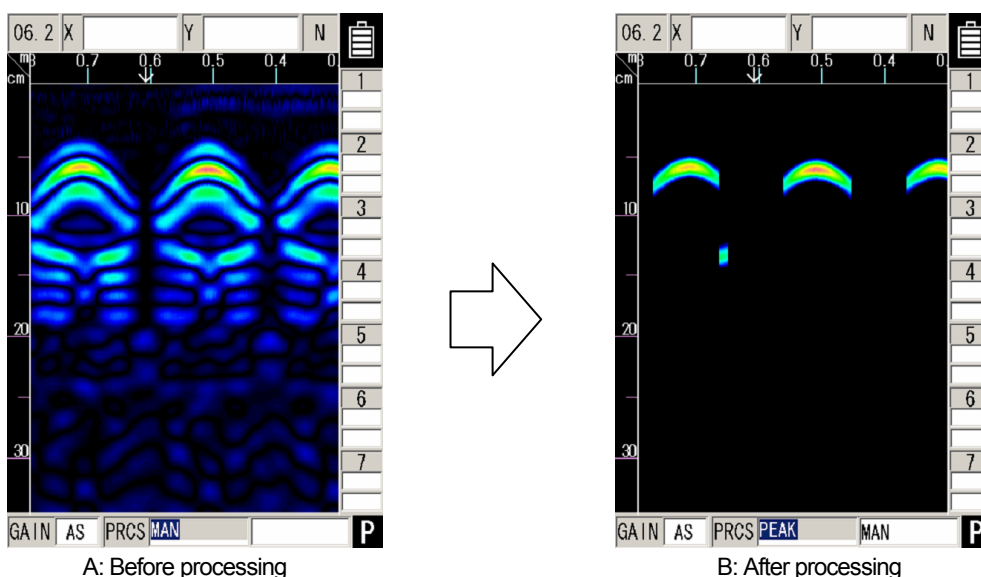 06. 2 X Y N
m
cm
8 0.7 0.6 0.5 0.4 0.
10
20
30
1
2
3
4
5
6
7
GAIN AS PRCS MAN P
A: Before processing
06. 2 X Y N
m
cm
8 0.7 0.6 0.5 0.4 0.
10
20
30
1
2
3
4
5
6
7
GAIN AS PRCS PEAK MAN P
B: After processing